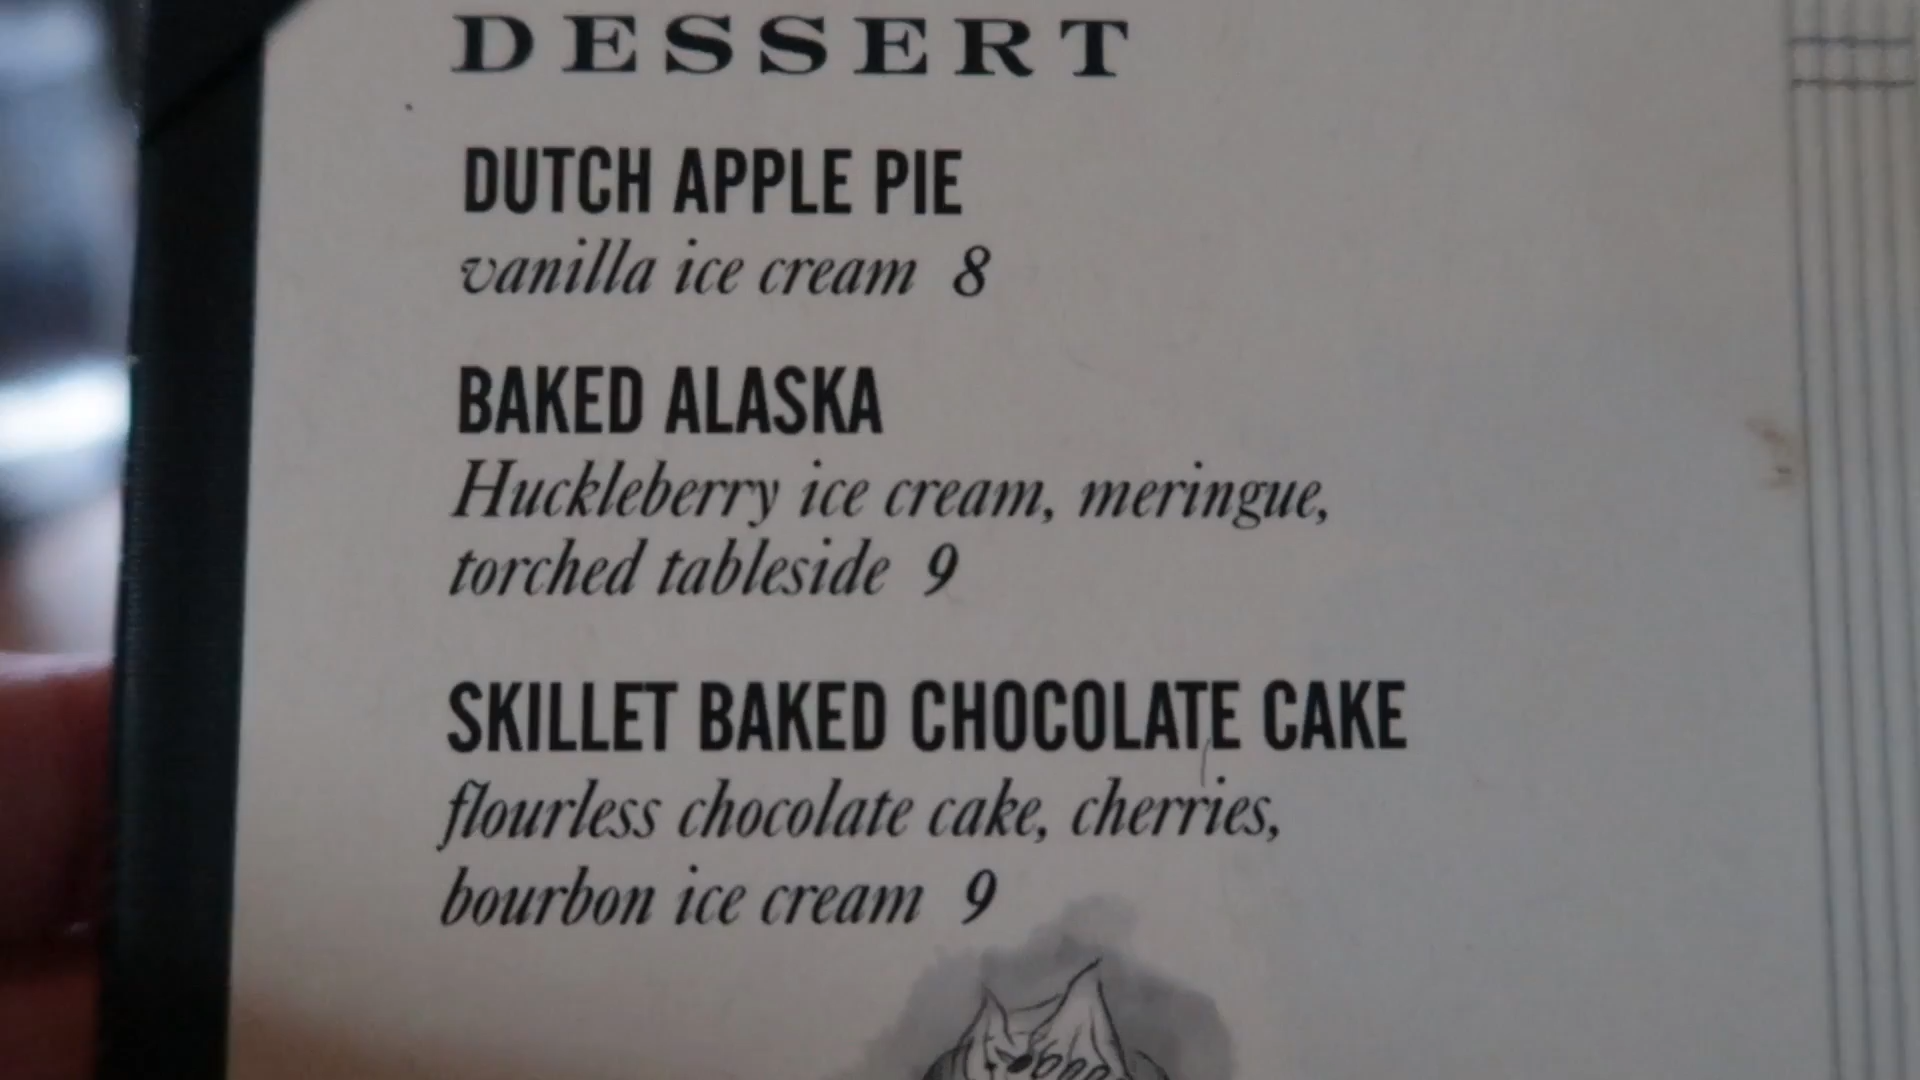 DESSERT
DUTCH APPLE PIE
vanilla ice cream 8
BAKED ALASKA
Huckleberry ice cream, meringue,
torched tableside 9
SKILLET BAKED CHOCOLATE CAKE
flourless chocolate cake, cherries,
bourbon ice cream 9